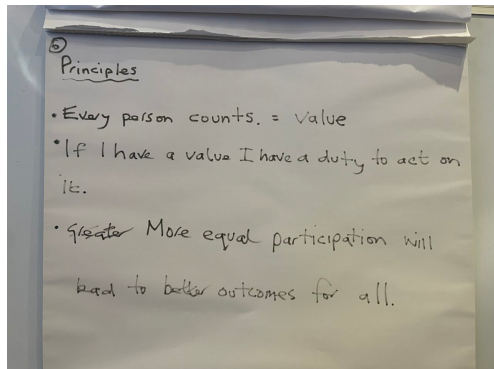 6
Principles
• Every person counts. = value
• If I have a value I have a duty to act on
it.
• Greater More equal participation will
lead to better outcomes for all.